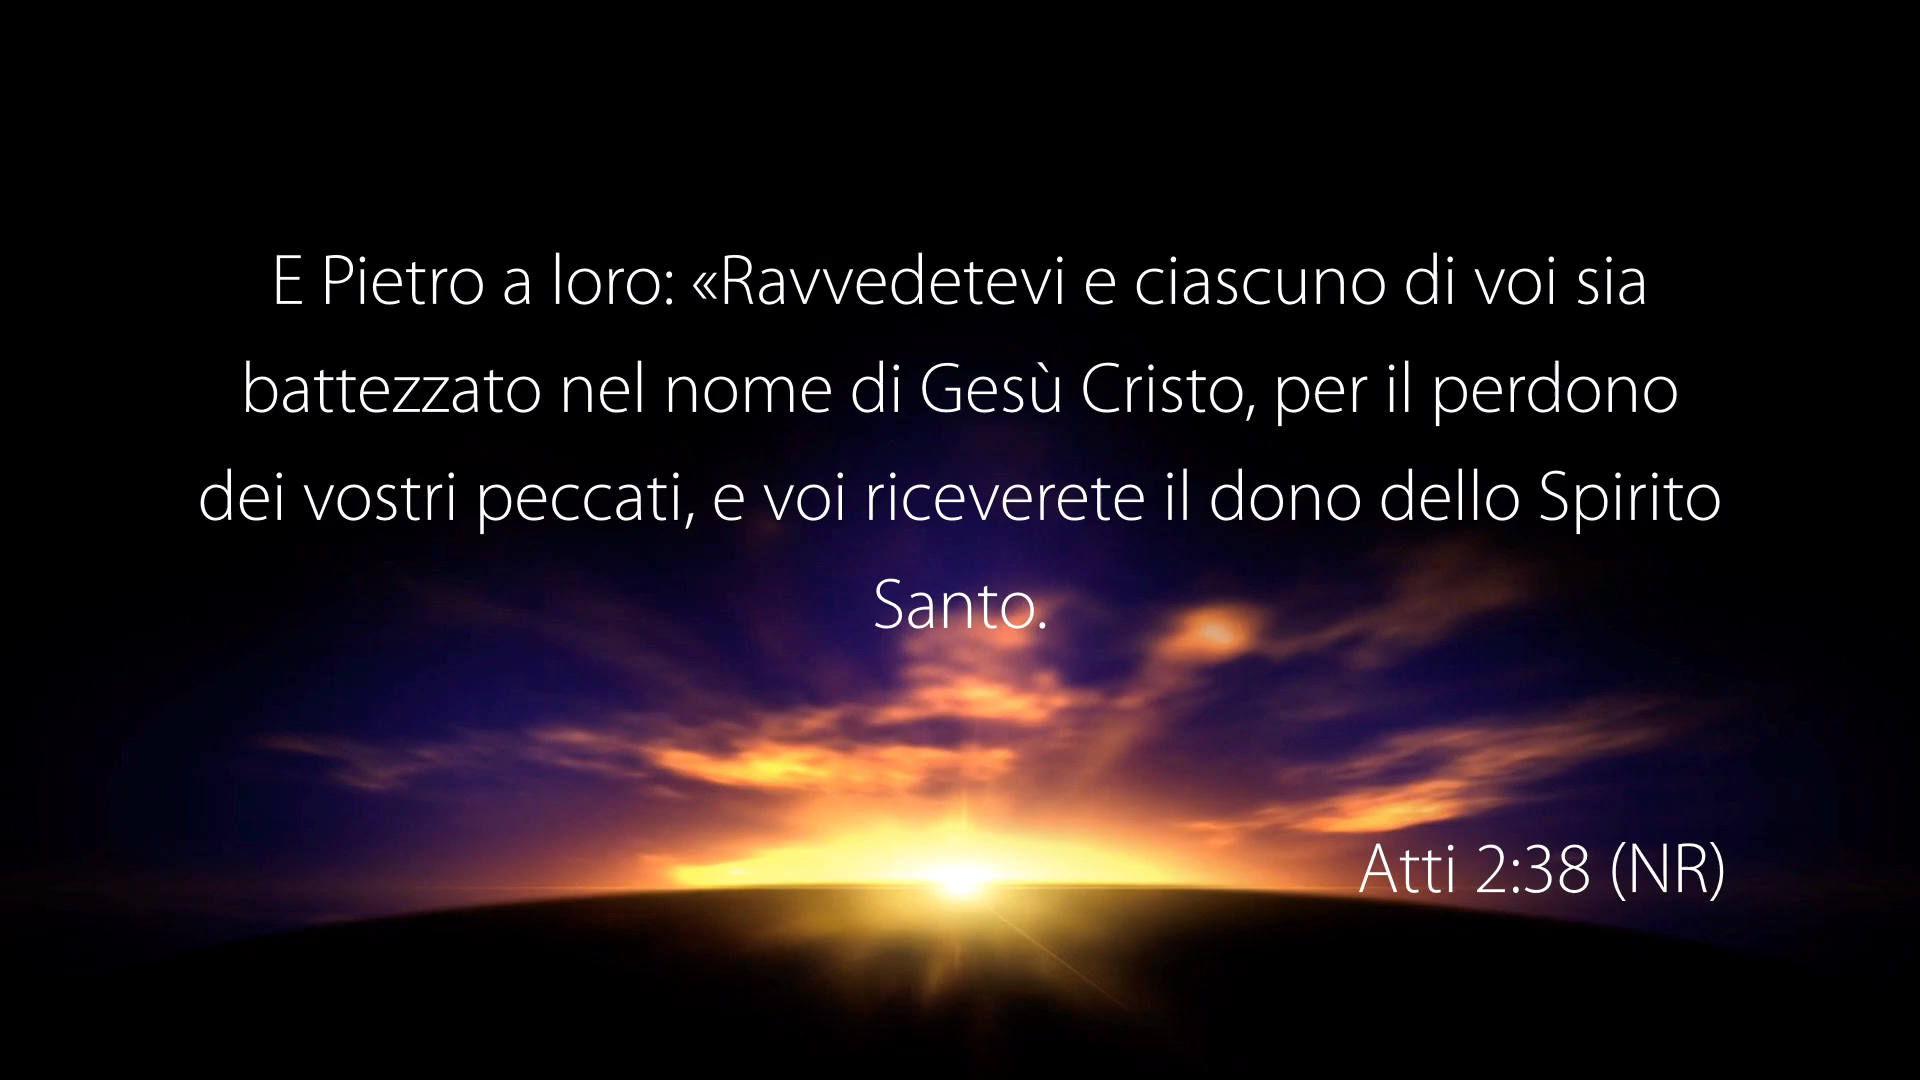 E Pietro a loro: «Ravvedetevi e ciascuno di voi sia
battezzato nel nome di Gesù Cristo, per il perdono
dei vostri peccati, e voi riceverete il dono dello Spirito
Santo.
Atti 2:38 (NR)